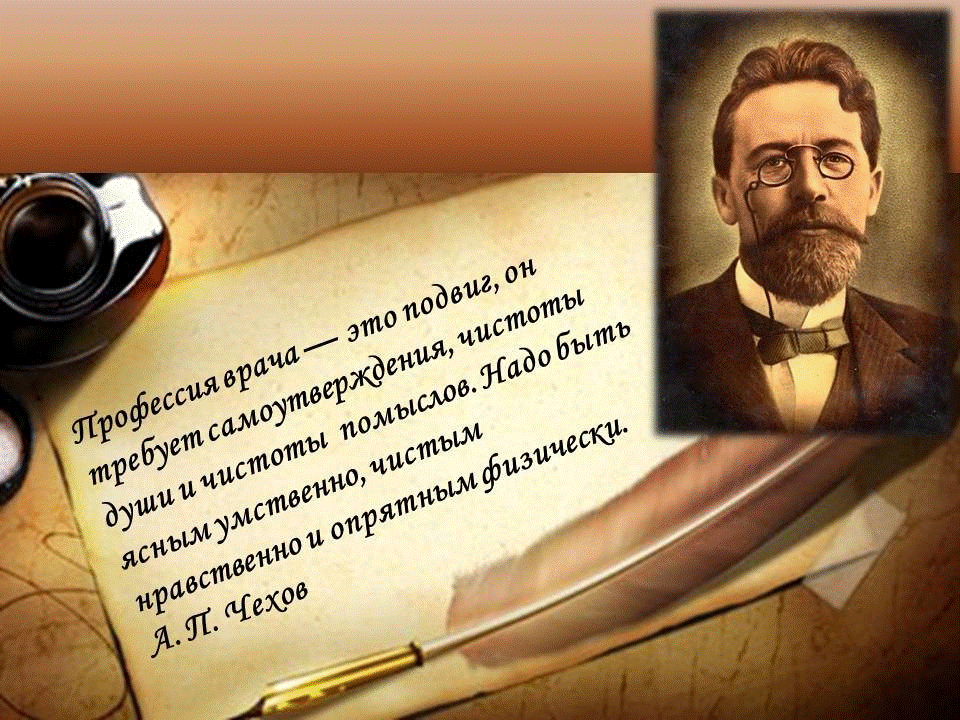 Профессия врача — это подвиг, он
требует самоутверждения, чистоты
души и чистоты помыслов. Надо быть
ясным умственно, чистым
нравственно и опрятным физически.
А. П. Чехов